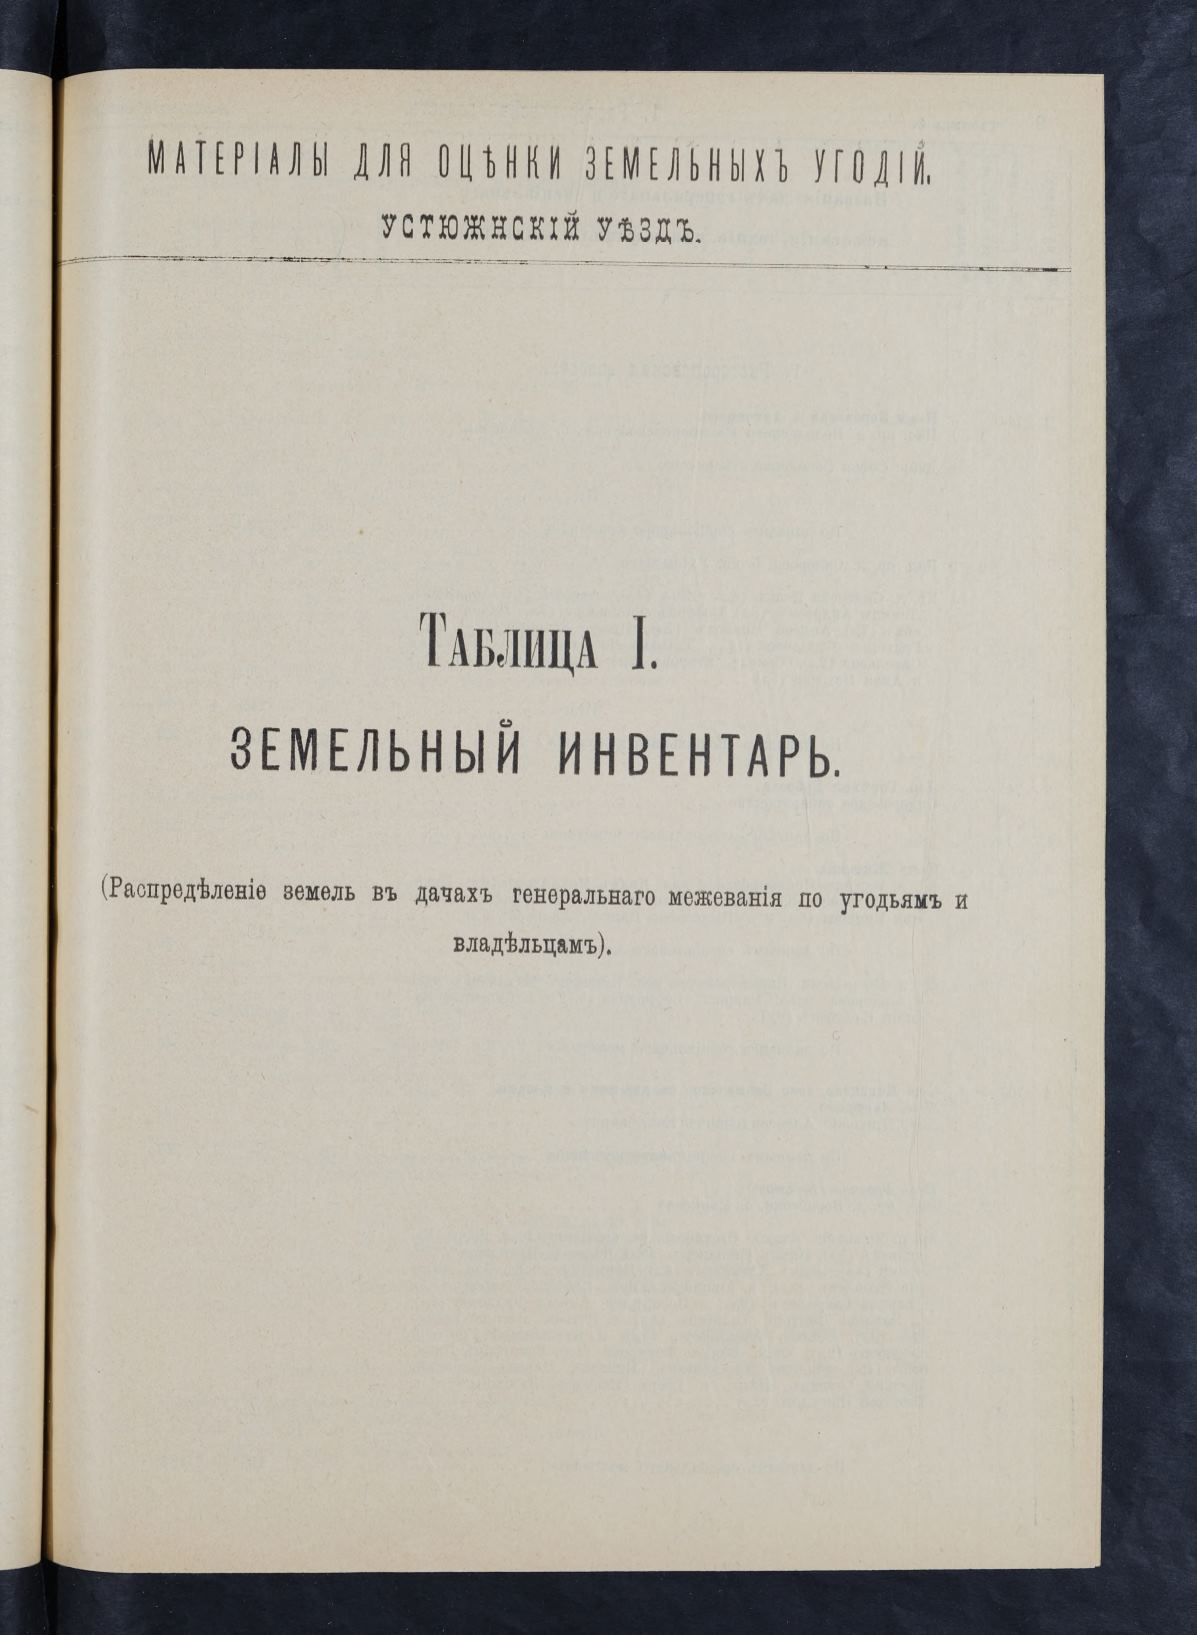 МАТЕРІАЛЫ ДЛЯ ОЦѢНКИ ЗЕМЕЛЬНЫХЪ УГОДІЙ.
УСТЮЖНСКІЙ УѢЗДЪ.
ТАБЛИЦА I.
ЗЕМЕЛЬНЫЙ ИНВЕНТАРЬ.
(Распредѣленіе земель въ дачахъ генеральнаго межеванія по угодьямъ и
владѣльцамъ).